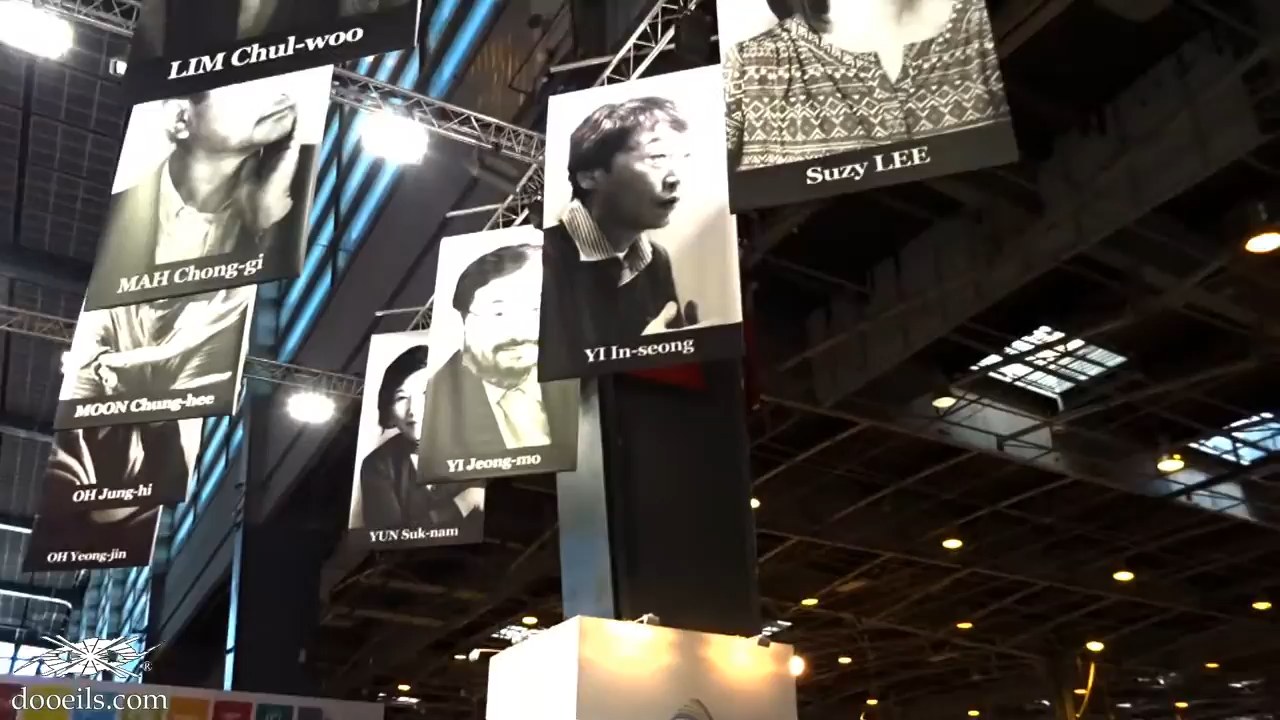 LIM Chul-woo
MAH Chong-gi
MOON Chung-hee
OH Jung-hi
OH Yeong-jin
Suzy LEE
YI In-seong
YI Jeong-mo
YUN Suk-nam
®
dooeils.com